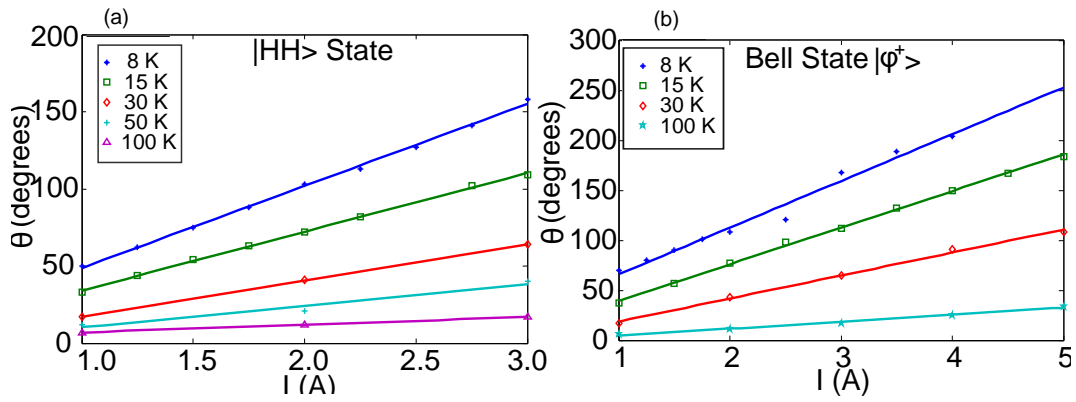 (a)
|HH> State
8 K
15 K
30 K
50 K
100 K
200
150
100
50
0
θ (degrees)
1.0 1.5 2.0 2.5 3.0
I (A)
(b)
Bell State |φ⁺>
8 K
15 K
30 K
100 K
300
250
200
150
100
50
0
θ (degrees)
1 2 3 4 5
I (A)